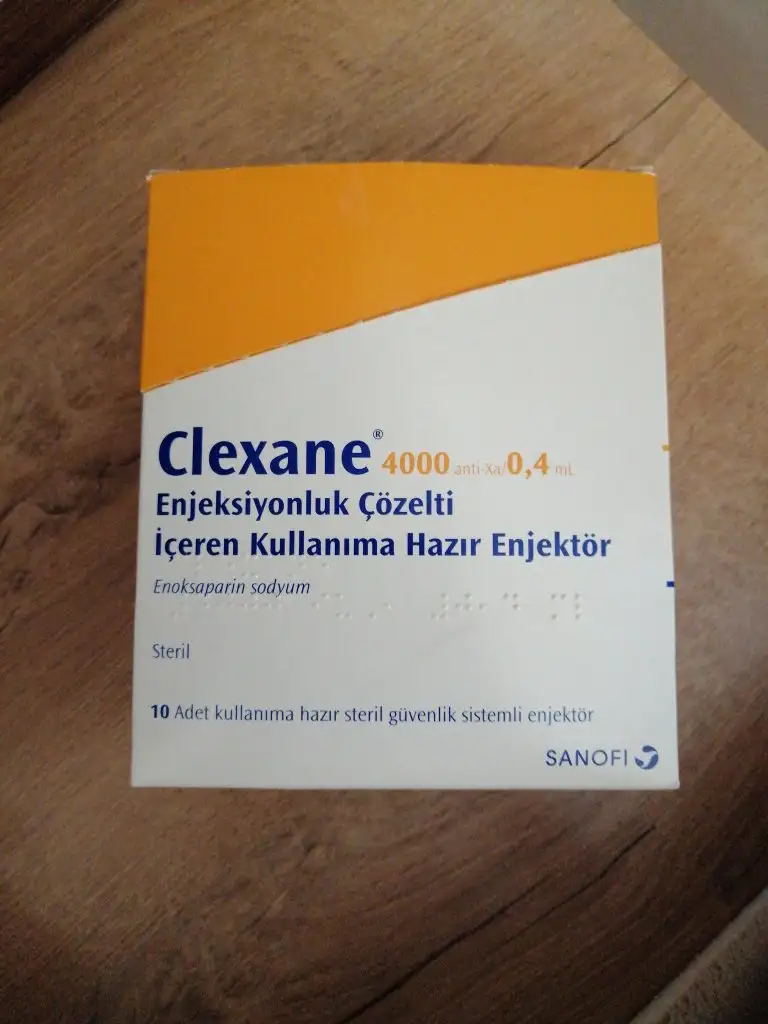 Clexane® 4000 anti-Xa/0,4 mL
Enjeksiyonluk Çözelti
İçeren Kullanıma Hazır Enjektör
Enoksaparin sodyum
Steril
10 Adet kullanıma hazır steril güvenlik sistemli enjektör
SANOFI